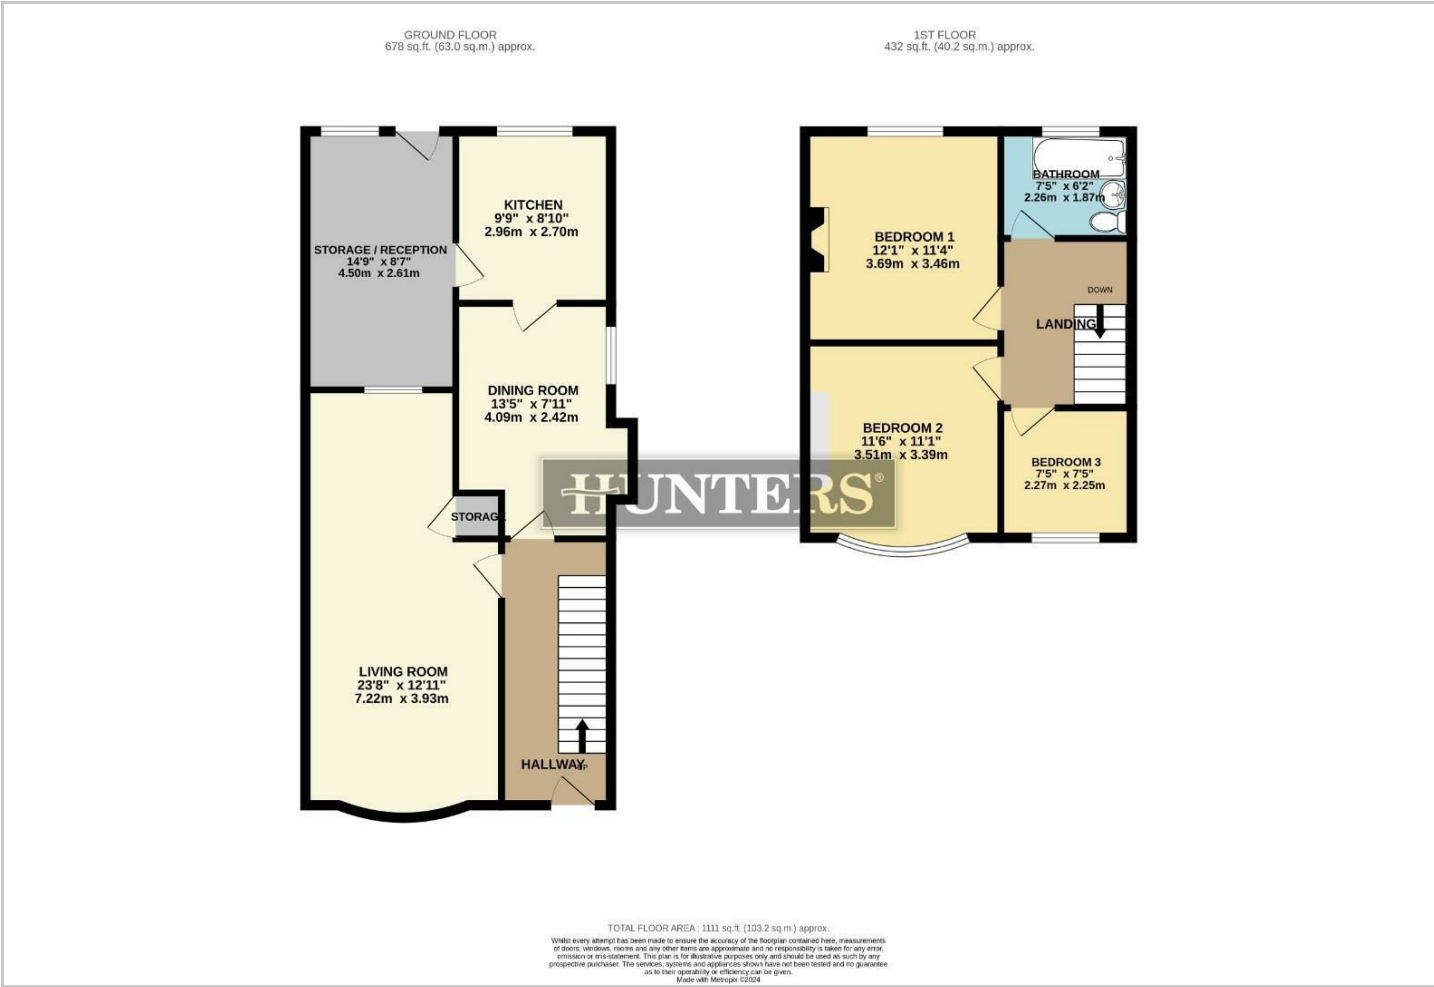 GROUND FLOOR
678 sq.ft. (63.0 sq.m.) approx.
1ST FLOOR
432 sq.ft. (40.2 sq.m.) approx.
KITCHEN
9'9" x 8'10"
2.96m x 2.70m
STORAGE / RECEPTION
14'9" x 8'7"
4.50m x 2.61m
DINING ROOM
13'5" x 7'11"
4.09m x 2.42m
STORAGE
LIVING ROOM
23'8" x 12'11"
7.22m x 3.93m
HALLWAY
UP
BATHROOM
7'5" x 6'2"
2.26m x 1.87m
BEDROOM 1
12'1" x 11'4"
3.69m x 3.46m
DOWN
LANDING
BEDROOM 2
11'6" x 11'1"
3.51m x 3.39m
BEDROOM 3
7'5" x 7'5"
2.27m x 2.25m
HUNTERS®
TOTAL FLOOR AREA : 1111 sq.ft. (103.2 sq.m.) approx.
Whilst every attempt has been made to ensure the accuracy of the floorplan contained here, measurements
of doors, windows, rooms and any other items are approximate and no responsibility is taken for any error,
omission or mis-statement. This plan is for illustrative purposes only and should be used as such by any
prospective purchaser. The services, systems and appliances shown have not been tested and no guarantee
as to their operability or efficiency can be given.
Made with Metropix ©2024